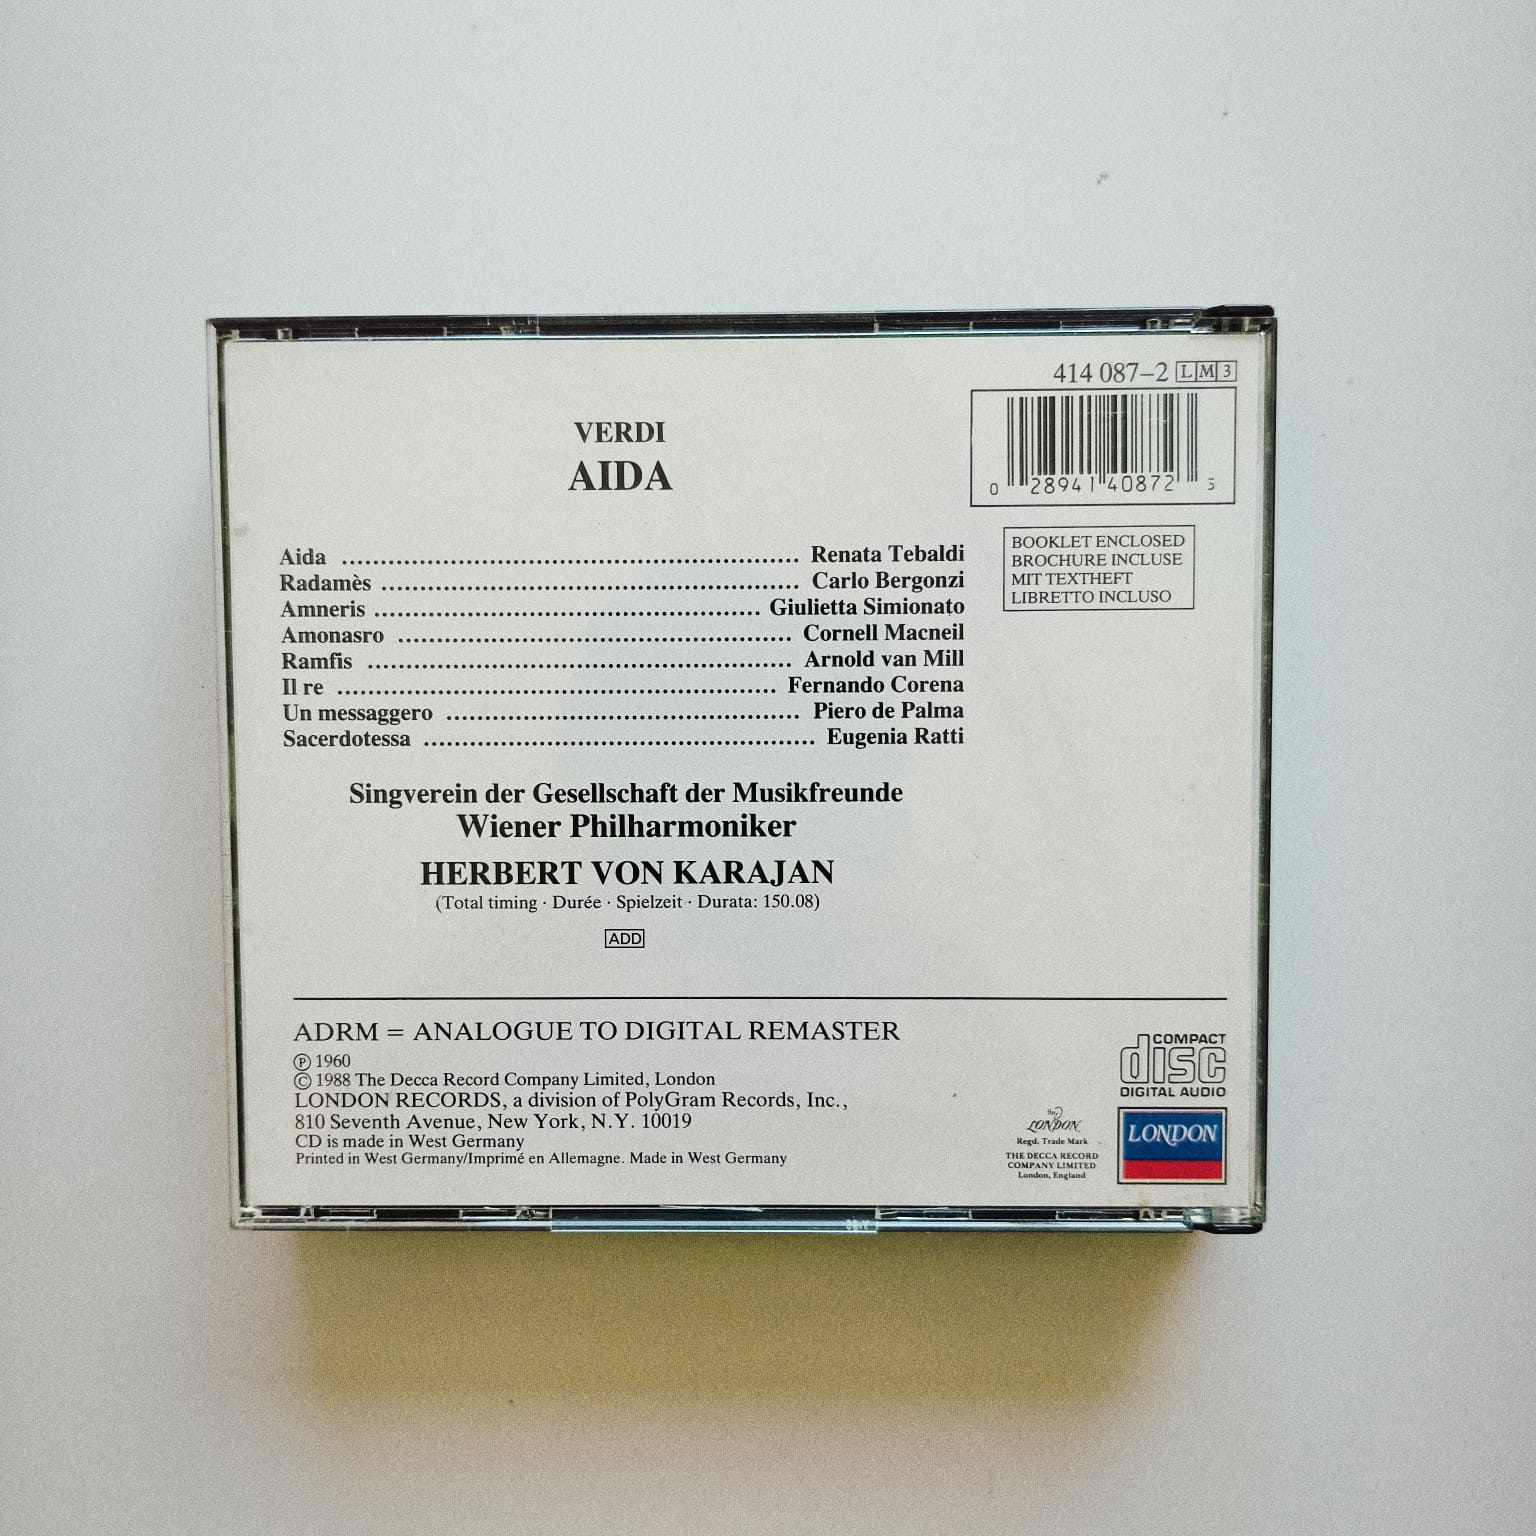 414 087–2 L M 3
0 28941 40872 5
VERDI
AIDA
BOOKLET ENCLOSED
BROCHURE INCLUSE
MIT TEXTHEFT
LIBRETTO INCLUSO
Aida ........................................................... Renata Tebaldi
Radamès ...................................................... Carlo Bergonzi
Amneris .................................................. Giulietta Simionato
Amonasro ................................................... Cornell Macneil
Ramfis ....................................................... Arnold van Mill
Il re ......................................................... Fernando Corena
Un messaggero .............................................. Piero de Palma
Sacerdotessa ................................................... Eugenia Ratti
Singverein der Gesellschaft der Musikfreunde
Wiener Philharmoniker
HERBERT VON KARAJAN
(Total timing · Durée · Spielzeit · Durata: 150.08)
ADD
ADRM = ANALOGUE TO DIGITAL REMASTER
Ⓟ 1960
© 1988 The Decca Record Company Limited, London
LONDON RECORDS, a division of PolyGram Records, Inc.,
810 Seventh Avenue, New York, N.Y. 10019
CD is made in West Germany
Printed in West Germany/Imprimé en Allemagne. Made in West Germany
COMPACT
disc
DIGITAL AUDIO
LONDON
Regd. Trade Mark
THE DECCA RECORD
COMPANY LIMITED
London, England
LONDON